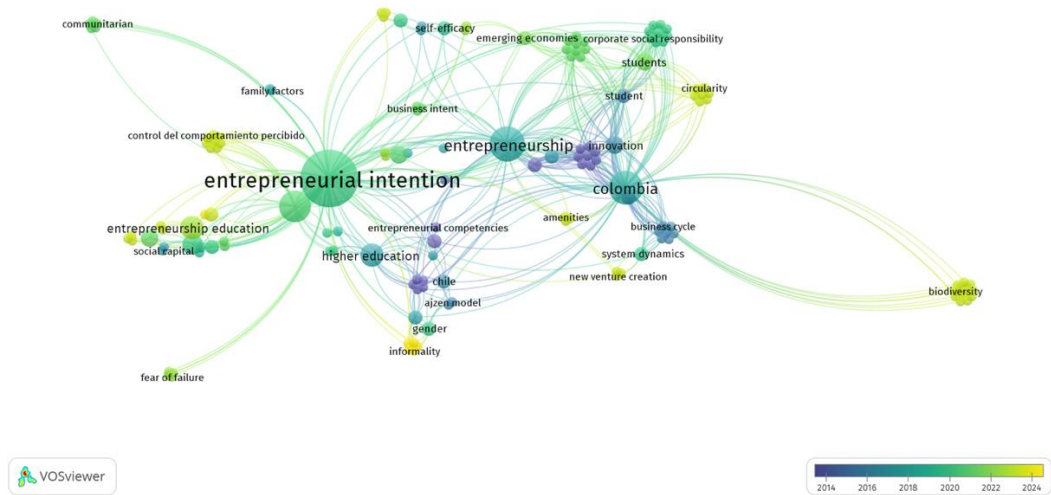 communitarian
self-efficacy
emerging economies
corporate social responsibility
students
family factors
student
circularity
business intent
control del comportamiento percibido
entrepreneurship
innovation
entrepreneurial intention
colombia
amenities
entrepreneurship education
entrepreneurial competencies
business cycle
social capital
higher education
system dynamics
new venture creation
chile
biodiversity
ajzen model
gender
informality
fear of failure
VOSviewer
2014 2016 2018 2020 2022 2024